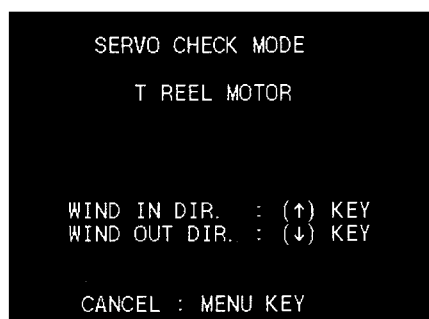 SERVO CHECK MODE
T REEL MOTOR
WIND IN DIR. : (↑) KEY
WIND OUT DIR. : (↓) KEY
CANCEL : MENU KEY